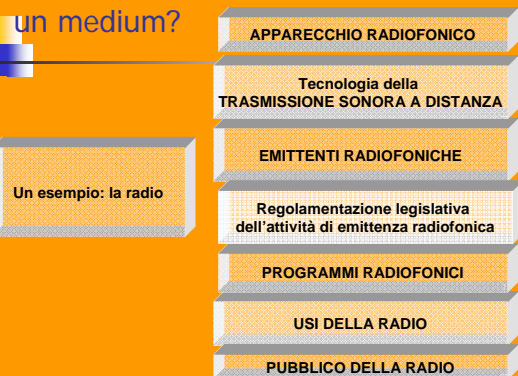 un medium?
APPARECCHIO RADIOFONICO
Tecnologia della
TRASMISSIONE SONORA A DISTANZA
EMITTENTI RADIOFONICHE
Un esempio: la radio
Regolamentazione legislativa
dell'attività di emittenza radiofonica
PROGRAMMI RADIOFONICI
USI DELLA RADIO
PUBBLICO DELLA RADIO